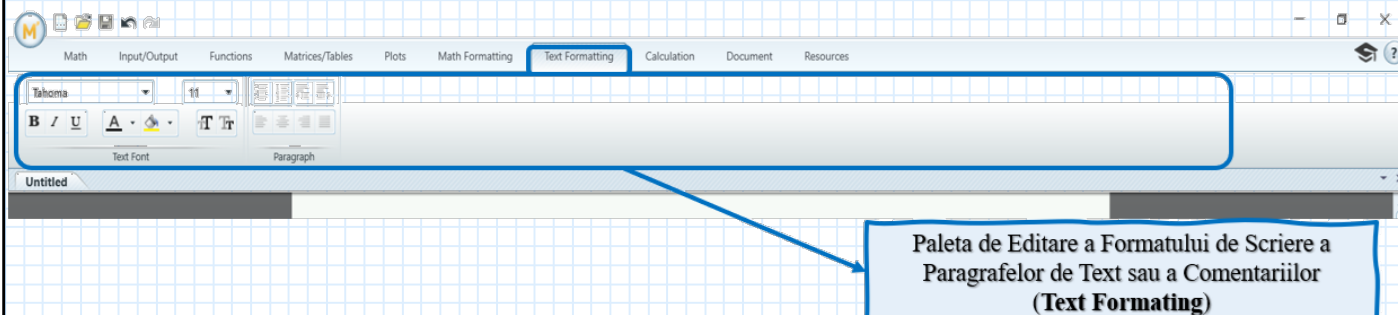 Math Input/Output Functions Matrices/Tables Plots Math Formatting Text Formatting Calculation Document Resources
Tahoma 11
B I U A
Text Font Paragraph
Untitled
Paleta de Editare a Formatului de Scriere a
Paragrafelor de Text sau a Comentariilor
(Text Formating)